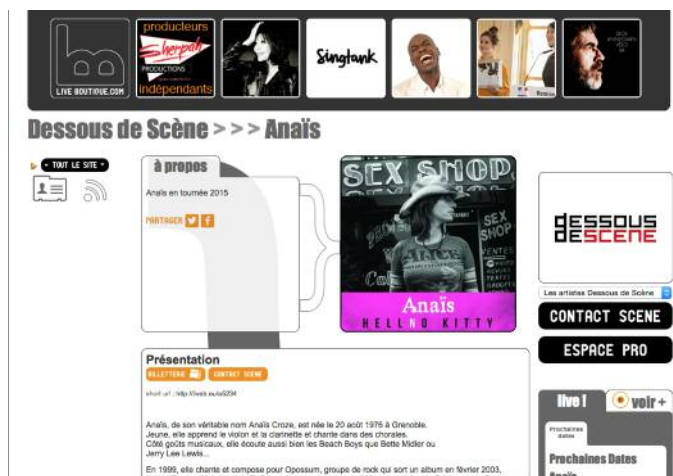 producteurs
Sherpah
PRODUCTIONS
indépendants
LIVE BOUTIQUE.COM
Singtank
Dessous de Scène > > > Anaïs
TOUT LE SITE
à propos
Anaïs en tournée 2015
PARTAGER
SEX SHOP
SEX
SHOP
ALICE
Anaïs
HELLNO KITTY
dessous
descene
Les artistes Dessous de Scène
CONTACT SCENE
ESPACE PRO
Présentation
BILLETTERIE
CONTACT SCENE
Anaïs, de son véritable nom Anaïs Croze, est née le 20 août 1976 à Grenoble.
Jeune, elle apprend le violon et la clarinette et chante dans des chorales.
Côté goûts musicaux, elle écoute aussi bien les Beach Boys que Bette Midler ou
Jerry Lee Lewis...
En 1999, elle chante et compose pour Opossum, groupe de rock qui sort un album en février 2003,
live !
voir +
Prochaines
dates
Prochaines Dates
Anaïs